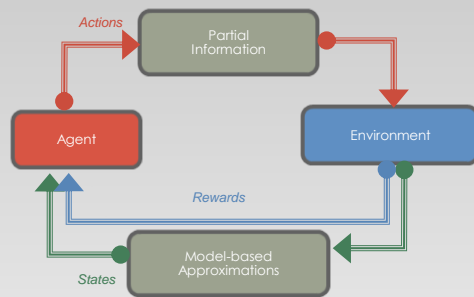 Actions
Partial
Information
Agent
Environment
Rewards
Model-based
Approximations
States